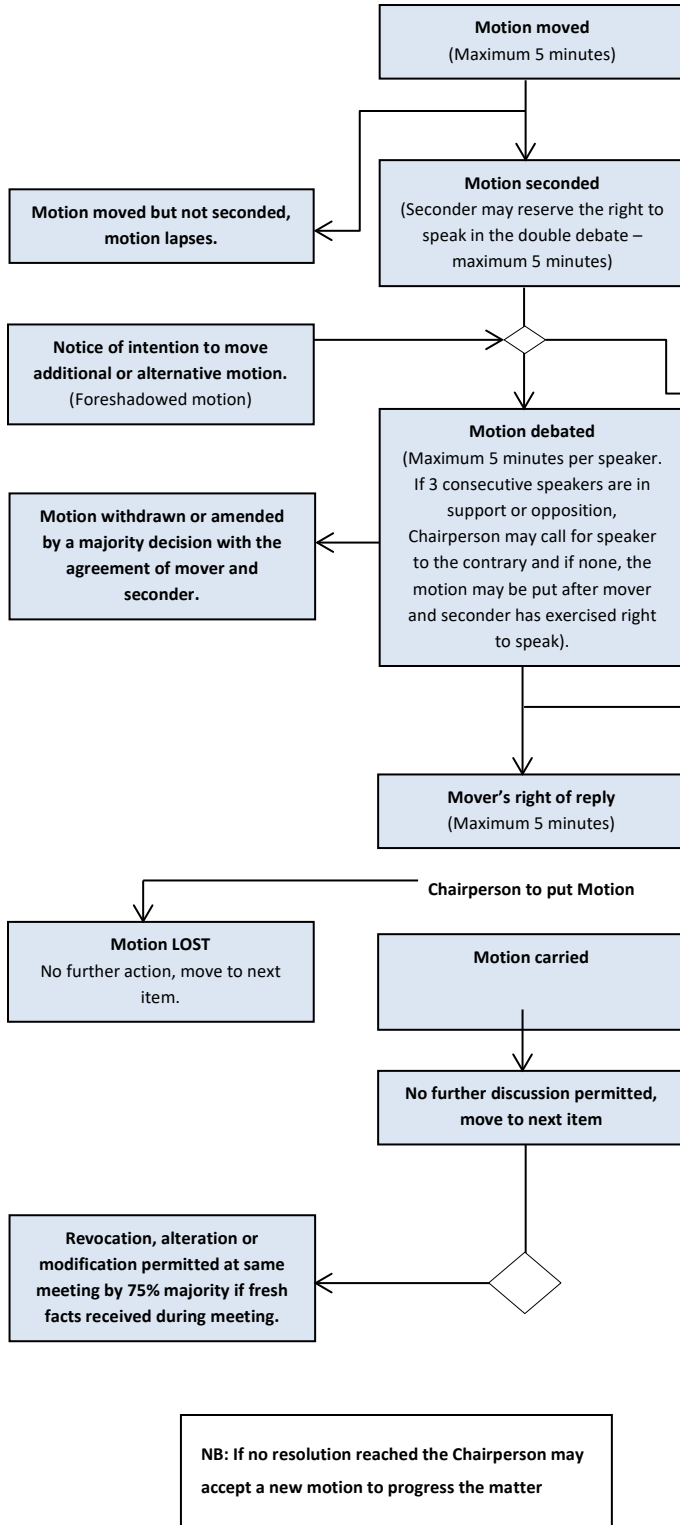 Motion moved
(Maximum 5 minutes)
Motion seconded
(Seconder may reserve the right to
speak in the double debate –
maximum 5 minutes)
Motion moved but not seconded,
motion lapses.
Notice of intention to move
additional or alternative motion.
(Foreshadowed motion)
Motion debated
(Maximum 5 minutes per speaker.
If 3 consecutive speakers are in
support or opposition,
Chairperson may call for speaker
to the contrary and if none, the
motion may be put after mover
and seconder has exercised right
to speak).
Motion withdrawn or amended
by a majority decision with the
agreement of mover and
seconder.
Mover’s right of reply
(Maximum 5 minutes)
Chairperson to put Motion
Motion LOST
No further action, move to next
item.
Motion carried
No further discussion permitted,
move to next item
Revocation, alteration or
modification permitted at same
meeting by 75% majority if fresh
facts received during meeting.
NB: If no resolution reached the Chairperson may
accept a new motion to progress the matter